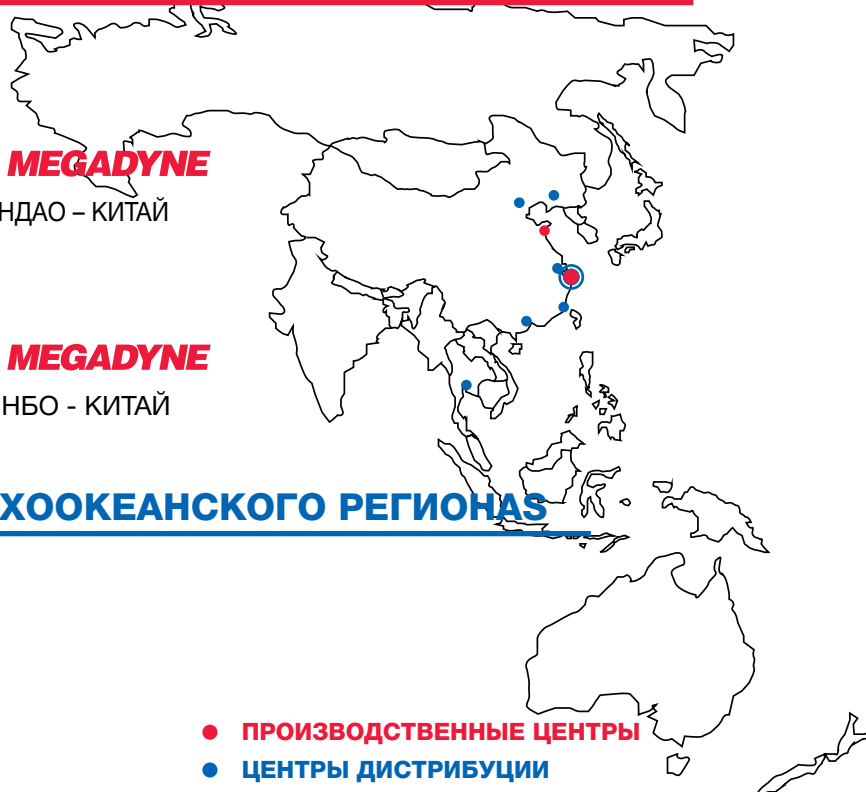 MEGADYNE
НДАО – КИТАЙ
MEGADYNE
НБО - КИТАЙ
ХООКЕАНСКОГО РЕГИОНАS
ПРОИЗВОДСТВЕННЫЕ ЦЕНТРЫ
ЦЕНТРЫ ДИСТРИБУЦИИ